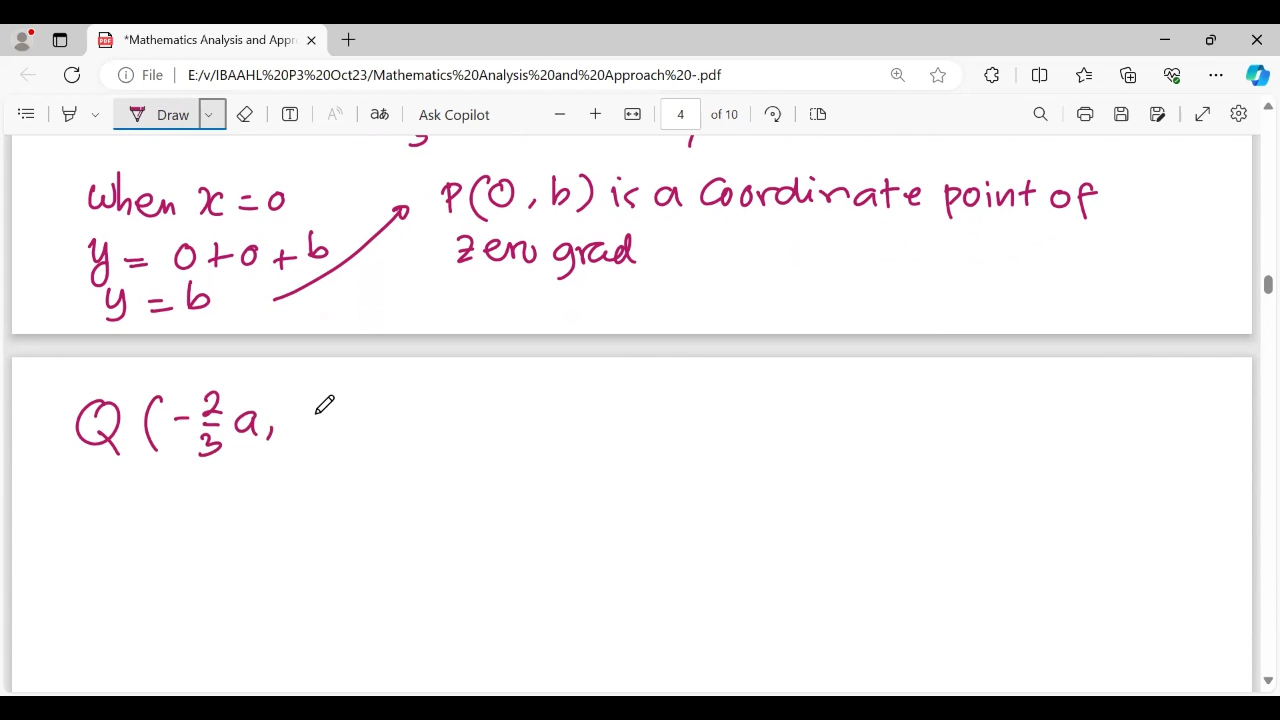 *Mathematics Analysis and Appr
File E:/v/IBAAHL%20P3%20Oct23/Mathematics%20Analysis%20and%20Approach%20-.pdf
Draw Ask Copilot 4 of 10
when x = 0
y = 0 + 0 + b
y = b
P(0, b) is a coordinate point of
zero grad
Q (-2/3 a,